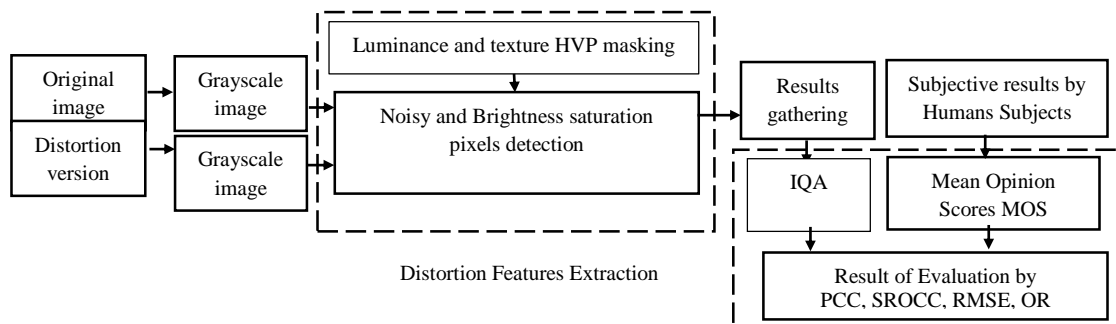 Original
image
Distortion
version
Grayscale
image
Grayscale
image
Luminance and texture HVP masking
Noisy and Brightness saturation
pixels detection
Distortion Features Extraction
Results
gathering
Subjective results by
Humans Subjects
IQA
Mean Opinion
Scores MOS
Result of Evaluation by
PCC, SROCC, RMSE, OR